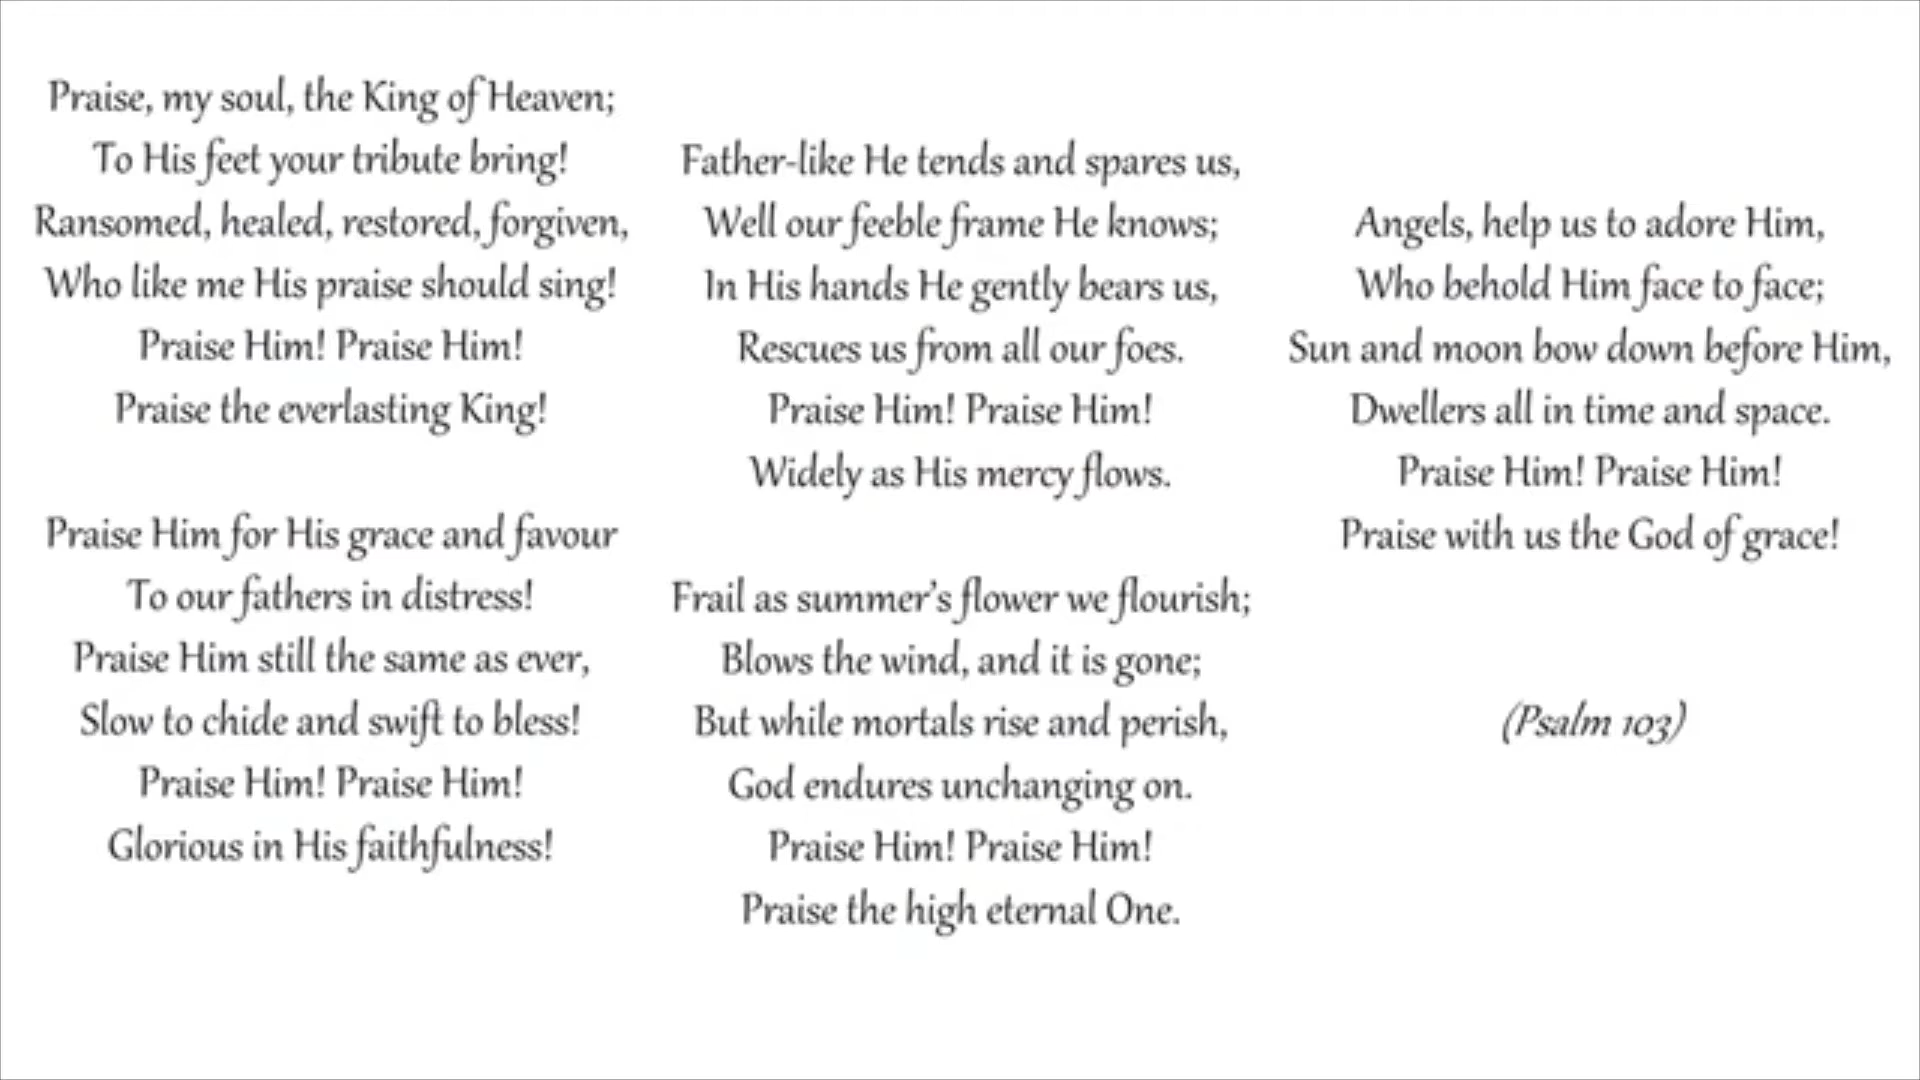 Praise, my soul, the King of Heaven;
To His feet your tribute bring!
Ransomed, healed, restored, forgiven,
Who like me His praise should sing!
Praise Him! Praise Him!
Praise the everlasting King!
Praise Him for His grace and favour
To our fathers in distress!
Praise Him still the same as ever,
Slow to chide and swift to bless!
Praise Him! Praise Him!
Glorious in His faithfulness!
Father-like He tends and spares us,
Well our feeble frame He knows;
In His hands He gently bears us,
Rescues us from all our foes.
Praise Him! Praise Him!
Widely as His mercy flows.
Frail as summer's flower we flourish;
Blows the wind, and it is gone;
But while mortals rise and perish,
God endures unchanging on.
Praise Him! Praise Him!
Praise the high eternal One.
Angels, help us to adore Him,
Who behold Him face to face;
Sun and moon bow down before Him,
Dwellers all in time and space.
Praise Him! Praise Him!
Praise with us the God of grace!
(Psalm 103)